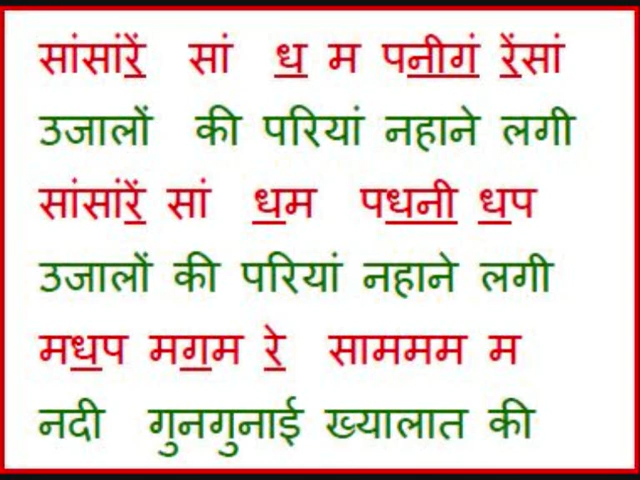 सांसांरें सां ध म पनीगं रेंसां
उजालों की परियां नहाने लगी
सांसांरें सां धम पधनी धप
उजालों की परियां नहाने लगी
मधप मगम रे साममम म
नदी गुनगुनाई ख्यालात की